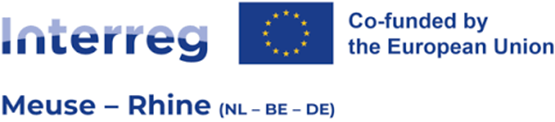 Interreg
Co-funded by
the European Union
Meuse – Rhine (NL – BE – DE)